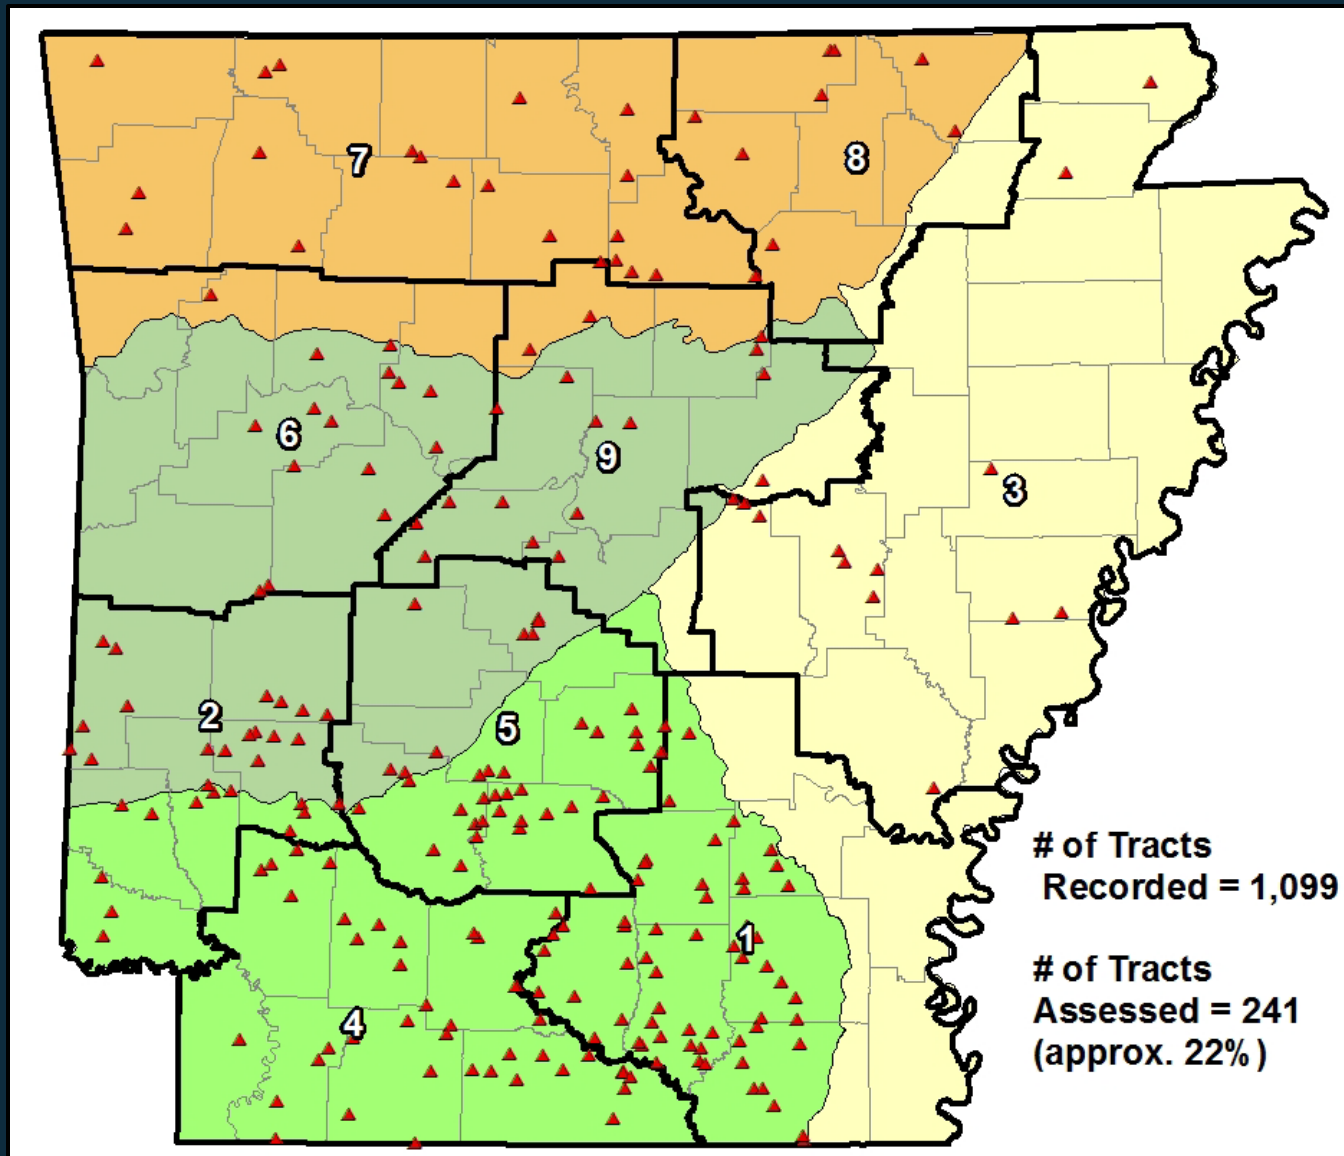 7
8
6
9
3
2
5
1
4
# of Tracts
Recorded = 1,099
# of Tracts
Assessed = 241
(approx. 22%)